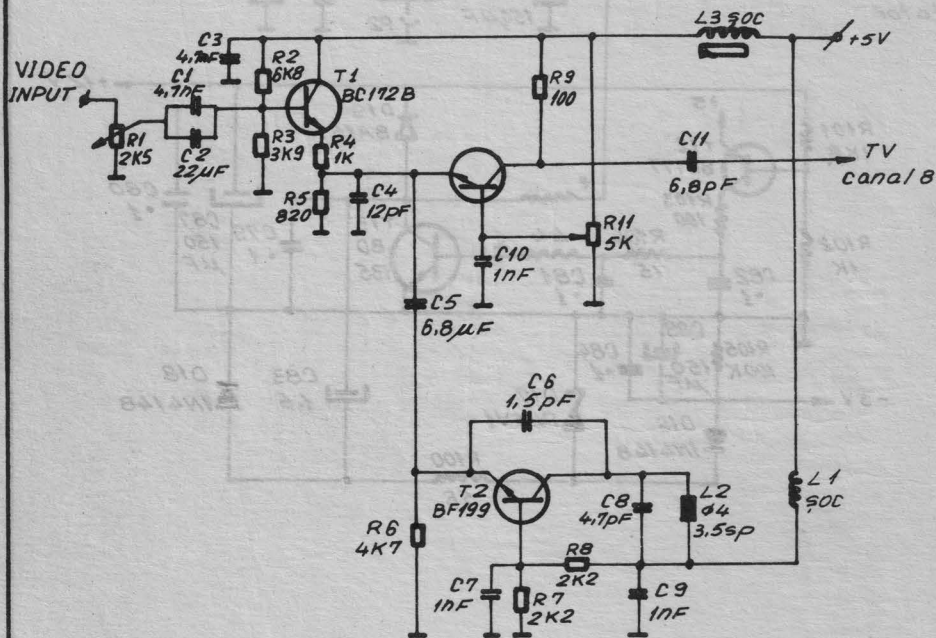 L3 ȘOC
+5V
C3
4,7nF
R2
6K8
T1
BC172B
VIDEO
INPUT
C1
4,7nF
R1
2K5
C2
22µF
R3
3K9
R4
1K
R5
820
C4
12pF
R9
100
C11
6,8pF
TV
canal 8
R11
5K
C10
1nF
C5
6,8µF
C6
1,5pF
T2
BF199
R6
4K7
C8
4,7pF
L2
ø4
3,5sp
L1
ȘOC
C7
1nF
R7
2K2
R8
2K2
C9
1nF